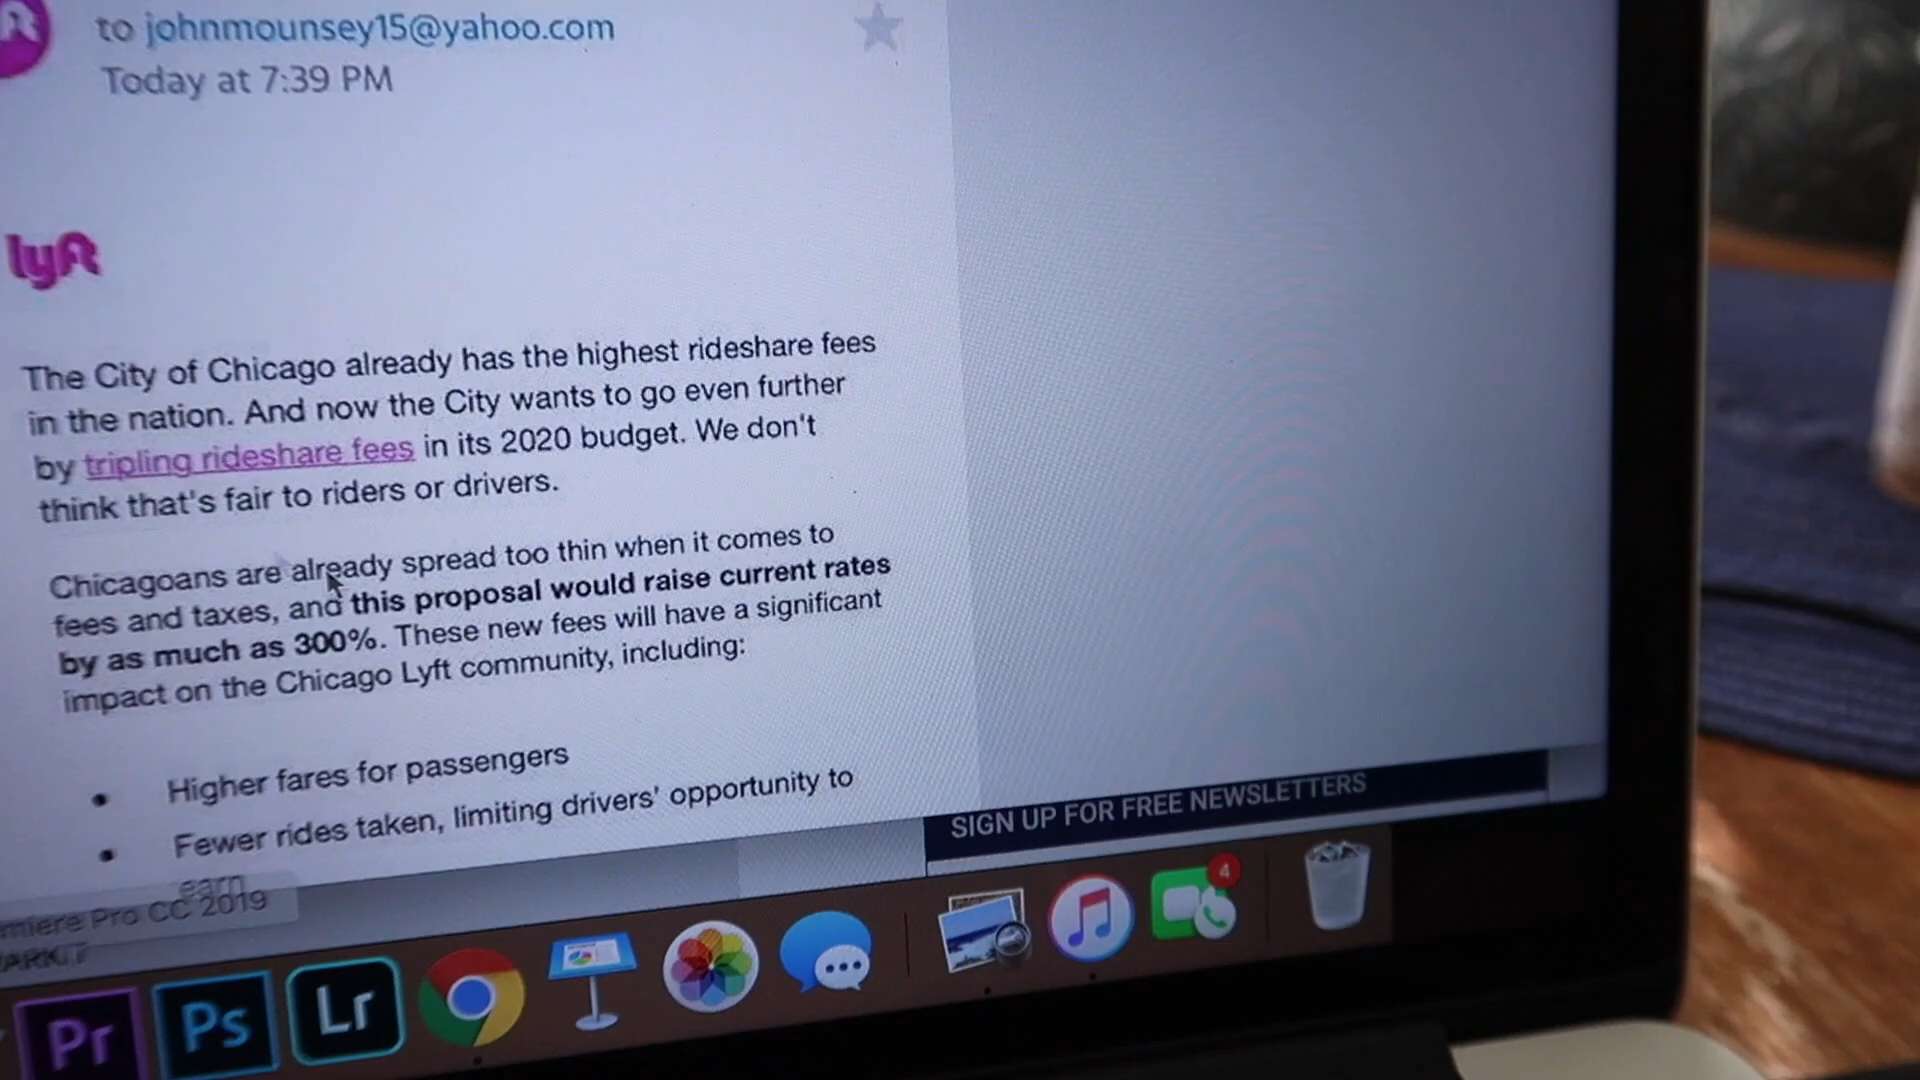 to johnmounsey15@yahoo.com
Today at 7:39 PM
lyft
The City of Chicago already has the highest rideshare fees
in the nation. And now the City wants to go even further
by tripling rideshare fees in its 2020 budget. We don't
think that's fair to riders or drivers.
Chicagoans are already spread too thin when it comes to
fees and taxes, and this proposal would raise current rates
by as much as 300%. These new fees will have a significant
impact on the Chicago Lyft community, including:
• Higher fares for passengers
• Fewer rides taken, limiting drivers' opportunity to
earn
SIGN UP FOR FREE NEWSLETTERS
miere Pro CC 2019
4
Pr
Ps
Lr